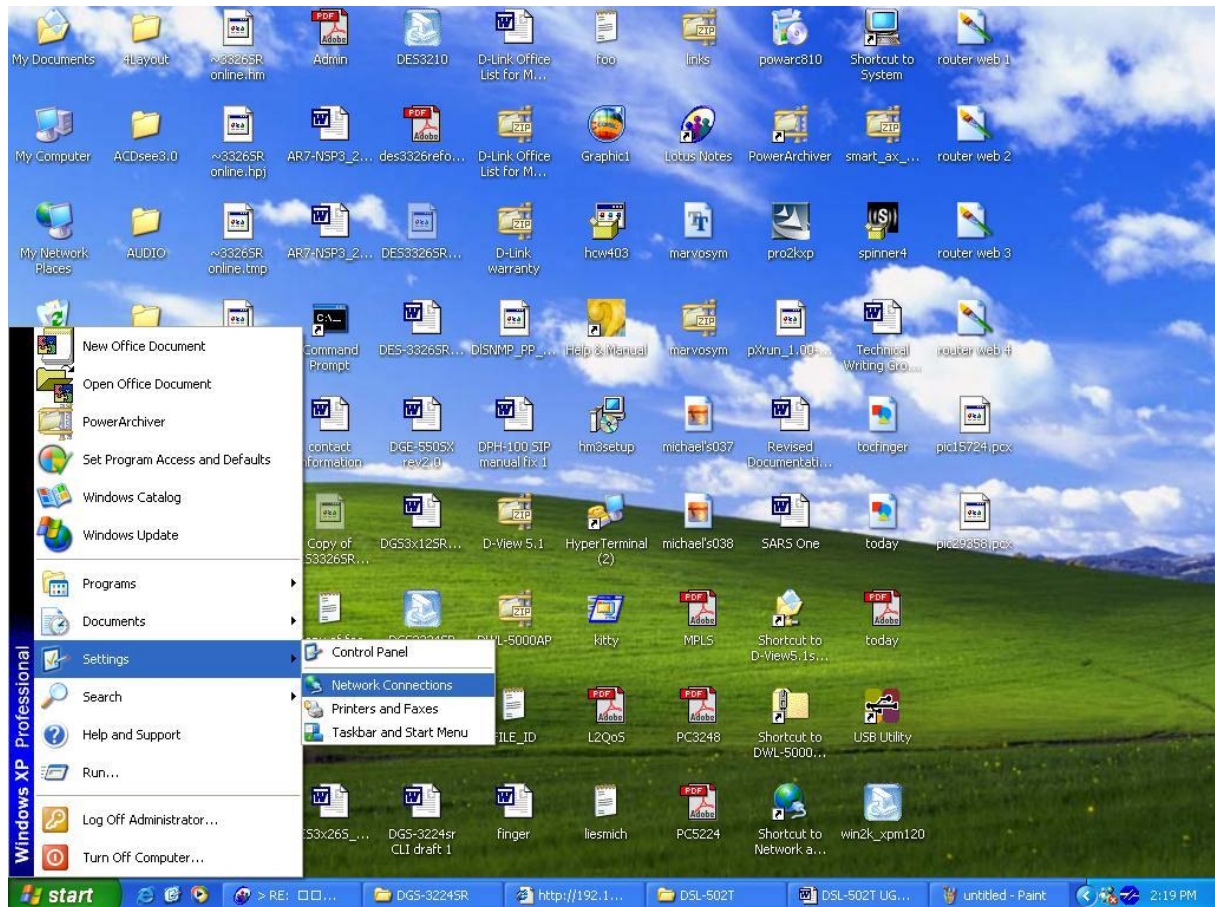 My Documents
4Layout
~3326SR online.hm
Admin
DES3210
D-Link Office List for M...
foo
links
powarc810
Shortcut to System
router web 1
My Computer
ACDsee3.0
~3326SR online.hpj
AR7-NSP3_2...
des3326refo...
D-Link Office List for M...
Graphic1
Lotus Notes
PowerArchiver
smart_ax_...
router web 2
My Network Places
AUDIO
~3326SR online.tmp
AR7-NSP3_2...
DES3326SR...
D-Link warranty
hcw403
marvosym
pro2kxp
spinner4
router web 3
Command Prompt
DES-3326SR...
DISNMP_PP_...
Help & Manual
marvosym
pXrun_1.00-...
Technical Writing Gro...
router web 4
contact information
DGE-550SX rev2.0
DPH-100 SIP manual fix 1
hm3setup
michael's037
Revised Documentati...
tocfinger
pic15724.pcx
Copy of
S3326SR...
DGS3x12SR...
D-View 5.1
HyperTerminal (2)
michael's038
SARS One
today
pic29358.pcx
DWL-5000AP
kitty
MPLS
Shortcut to D-View5.1s...
today
FILE_ID
L2QoS
PC3248
Shortcut to DWL-5000...
USB Utility
S3x26S_...
DGS-3224sr CLI draft 1
finger
liesmich
PC5224
Shortcut to Network a...
win2k_xpm120
New Office Document
Open Office Document
PowerArchiver
Set Program Access and Defaults
Windows Catalog
Windows Update
Programs
Documents
Settings
Search
Help and Support
Run...
Log Off Administrator...
Turn Off Computer...
Windows XP Professional
Control Panel
Network Connections
Printers and Faxes
Taskbar and Start Menu
start
> RE: □□...
DGS-3224SR
http://192.1...
DSL-502T
DSL-502T UG...
untitled - Paint
2:19 PM